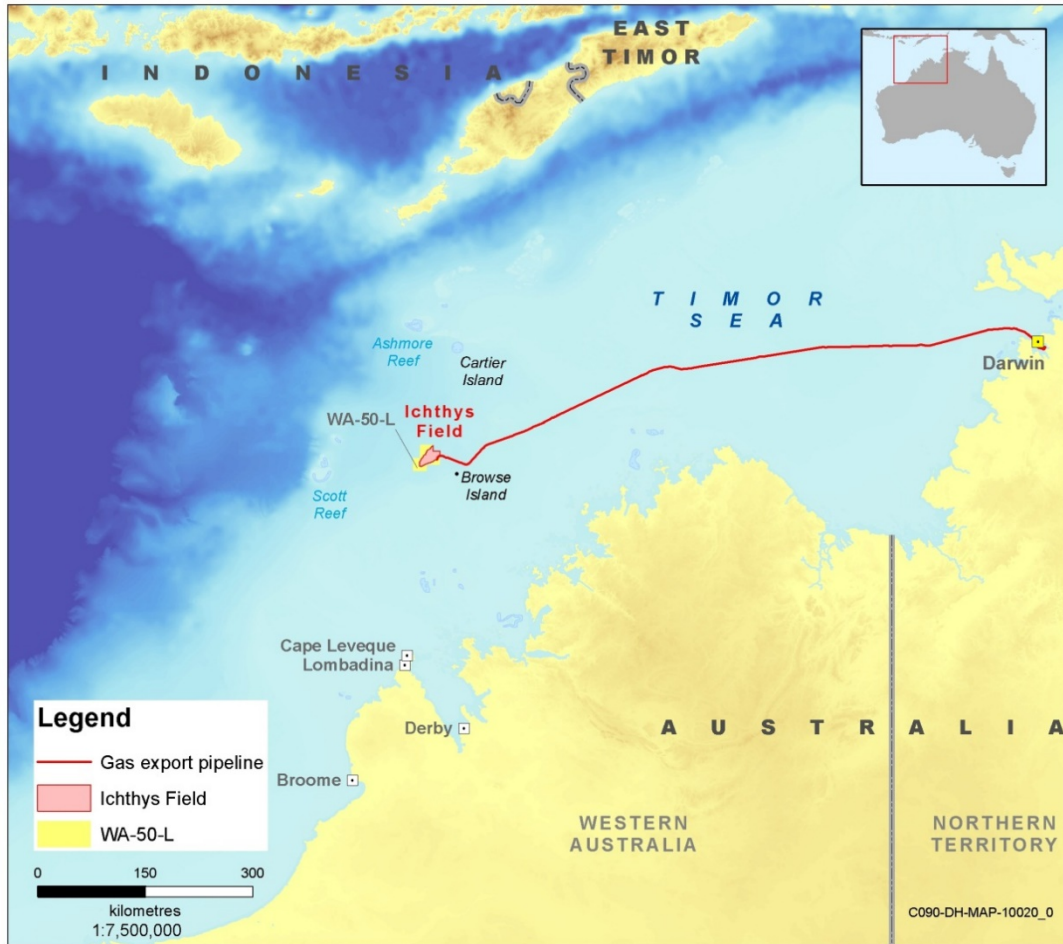 EAST
TIMOR
INDONESIA
TIMOR
SEA
Ashmore
Reef
Cartier
Island
Darwin
Ichthys
Field
WA-50-L
Browse
Island
Scott
Reef
Cape Leveque
Lombadina
Derby
Broome
AUSTRALIA
WESTERN
AUSTRALIA
NORTHERN
TERRITORY
Legend
Gas export pipeline
Ichthys Field
WA-50-L
0 150 300
kilometres
1:7,500,000
C090-DH-MAP-10020_0